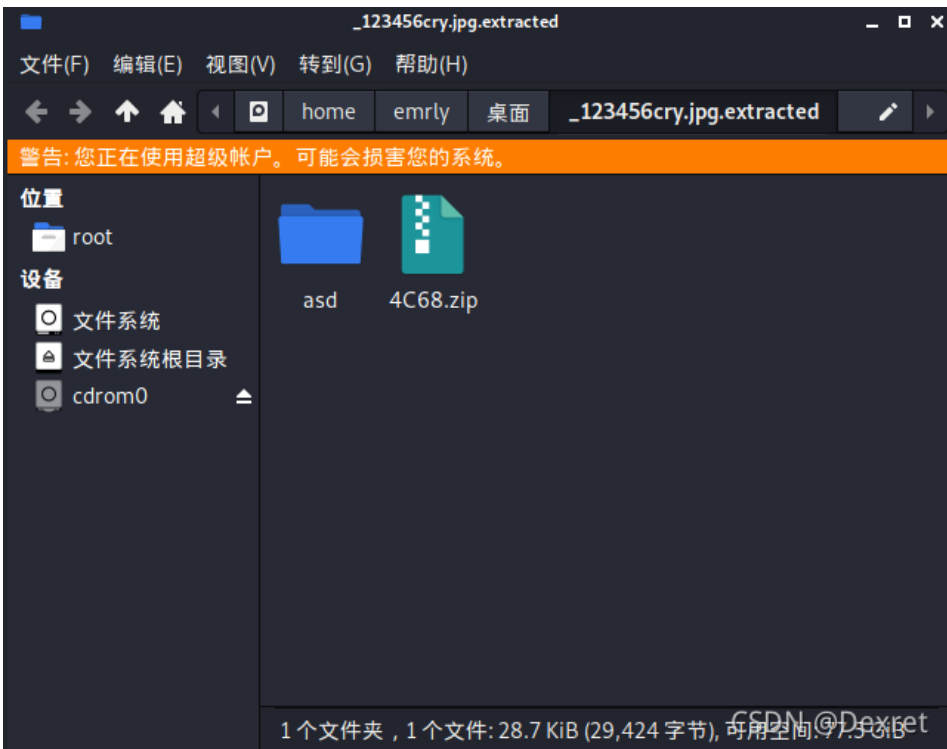 _123456cry.jpg.extracted
文件(F) 编辑(E) 视图(V) 转到(G) 帮助(H)
home emrly 桌面 _123456cry.jpg.extracted
警告: 您正在使用超级帐户。可能会损害您的系统。
位置
root
设备
文件系统
文件系统根目录
cdrom0
asd 4C68.zip
1 个文件夹 , 1 个文件: 28.7 KiB (29,424 字节), 可用空间: 77.3 GiB
CSDN @Dexret